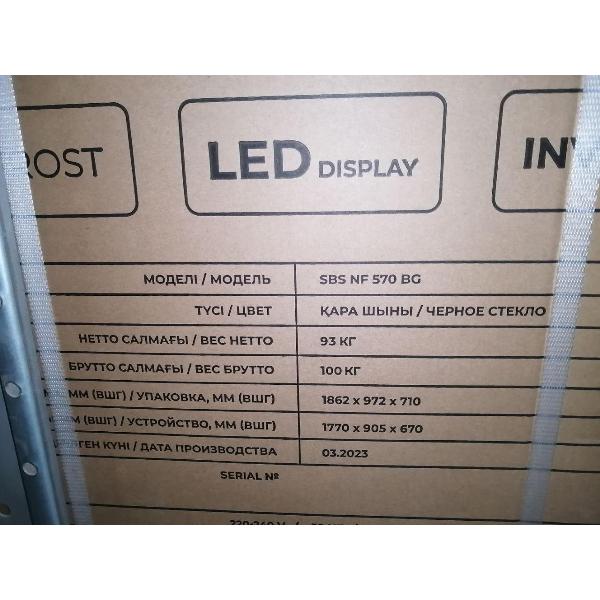 ROST
LED DISPLAY
INV
МОДЕЛІ / МОДЕЛЬ SBS NF 570 BG
ТҮСІ / ЦВЕТ ҚАРА ШЫНЫ / ЧЕРНОЕ СТЕКЛО
НЕТТО САЛМАҒЫ / ВЕС НЕТТО 93 КГ
БРУТТО САЛМАҒЫ / ВЕС БРУТТО 100 КГ
ММ (ВШГ) / УПАКОВКА, ММ (ВШГ) 1862 x 972 x 710
М (ВШГ) / УСТРОЙСТВО, ММ (ВШГ) 1770 x 905 x 670
ГЕН КҮНІ / ДАТА ПРОИЗВОДСТВА 03.2023
SERIAL №